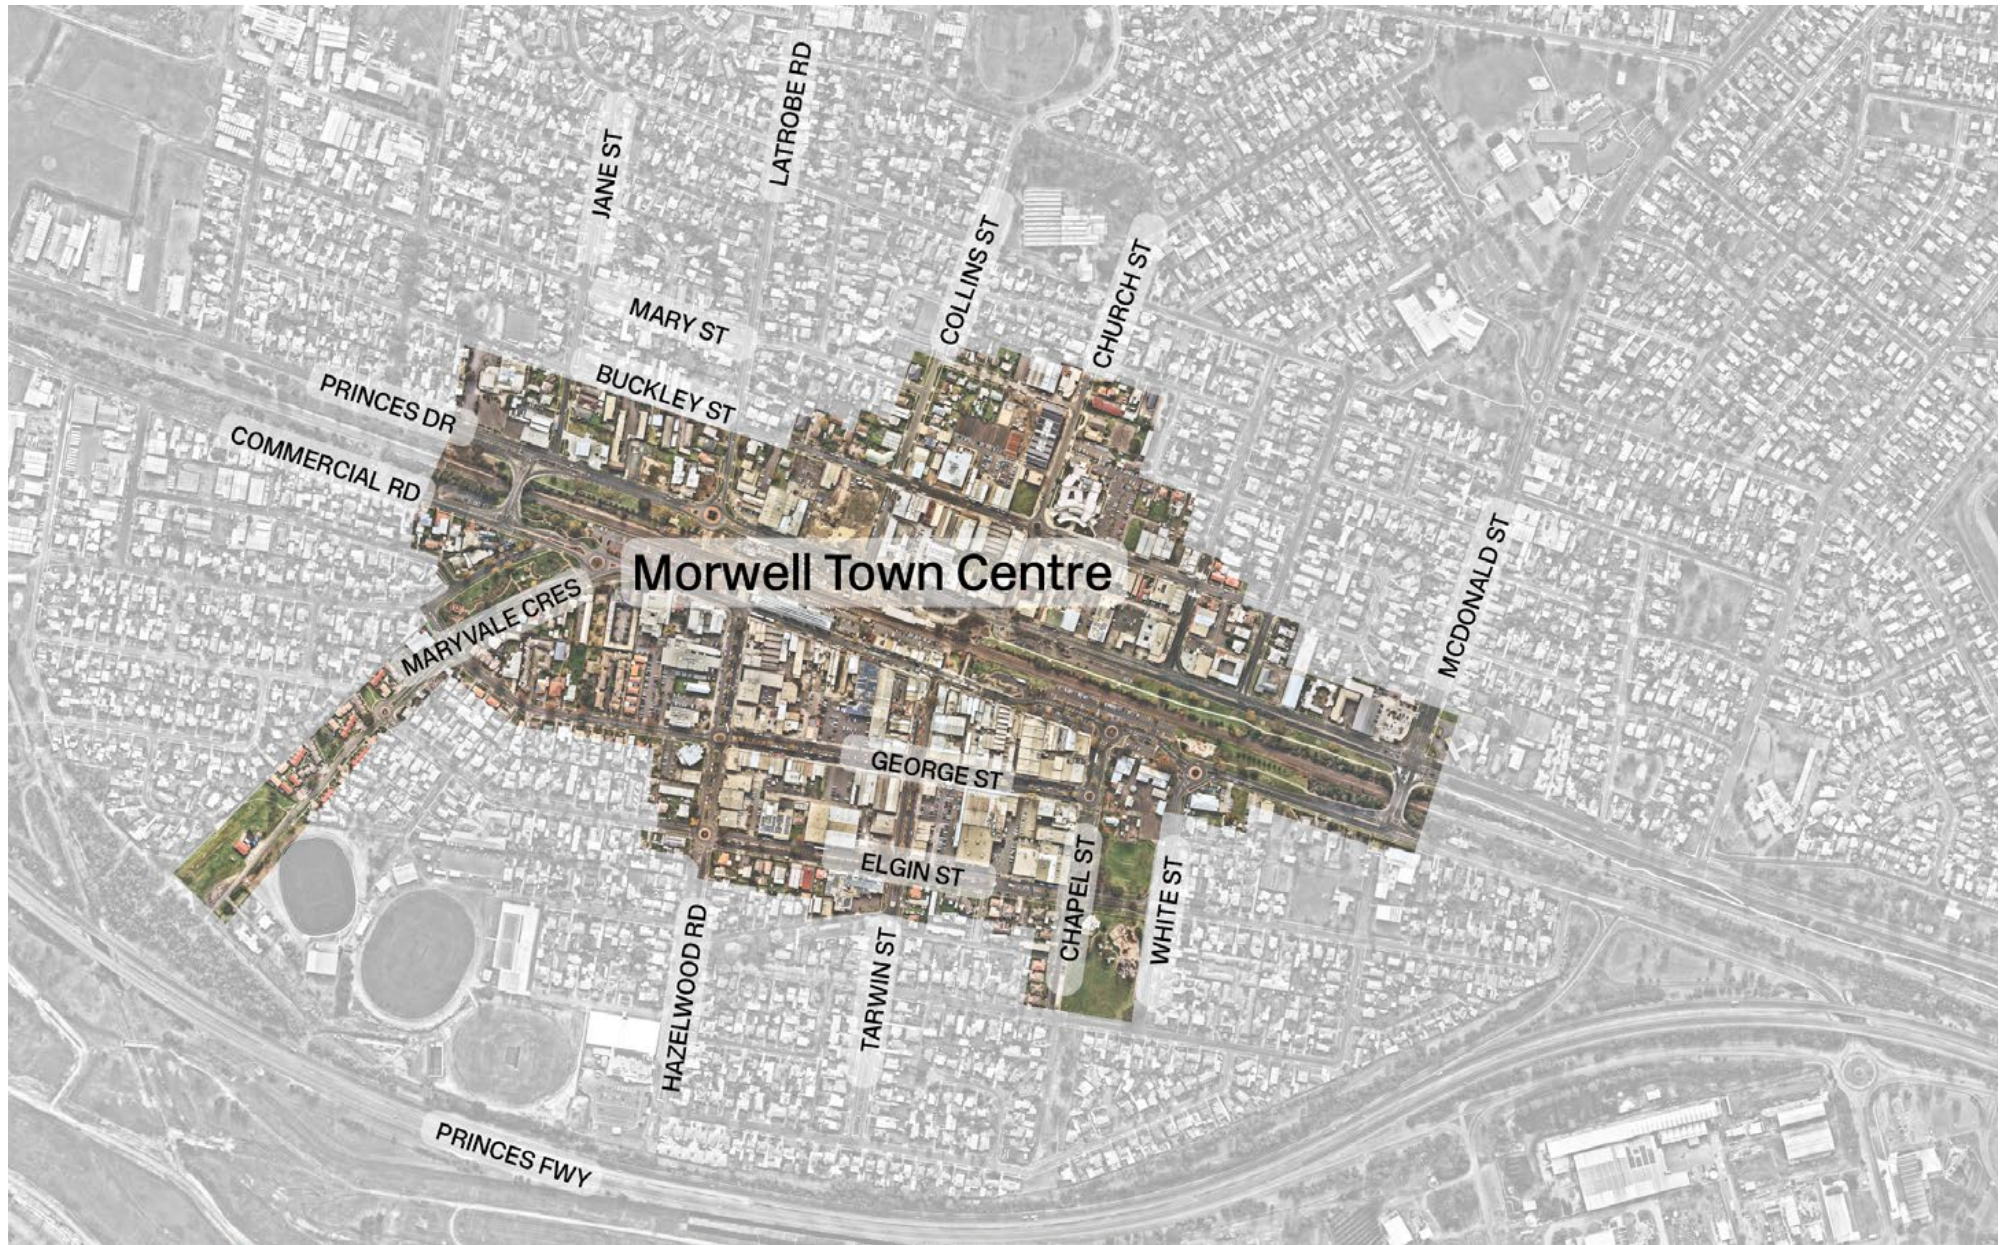 LATROBE RD
JANE ST
COLLINS ST
CHURCH ST
MARY ST
BUCKLEY ST
PRINCES DR
COMMERCIAL RD
Morwell Town Centre
MARYVALE CRES
MCDONALD ST
GEORGE ST
ELGIN ST
CHAPEL ST
WHITE ST
HAZELWOOD RD
TARWIN ST
PRINCES FWY